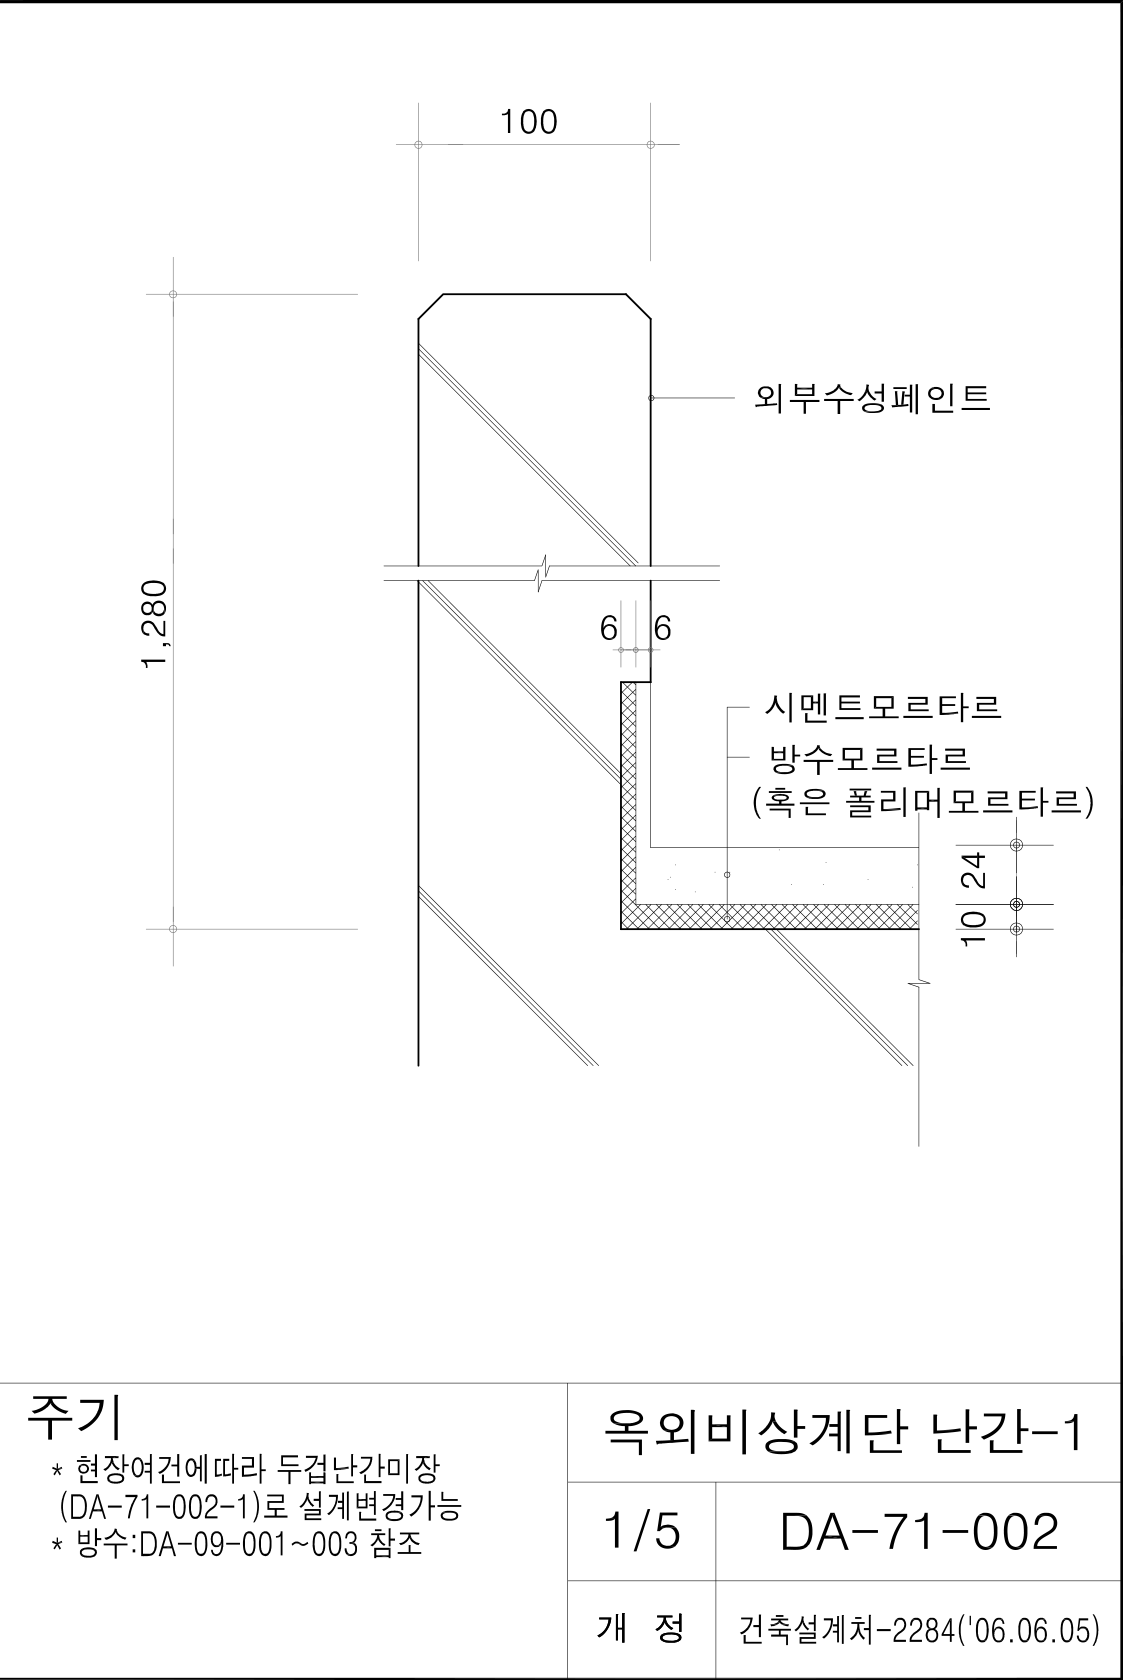 100
외부수성페인트
1,280
6 6
시멘트모르타르
방수모르타르
(혹은 폴리머모르타르)
24
10
주기
* 현장여건에따라 두겁난간미장
(DA-71-002-1)로 설계변경가능
* 방수:DA-09-001~003 참조
옥외비상계단 난간-1
1/5 DA-71-002
개 정 건축설계처-2284('06.06.05)